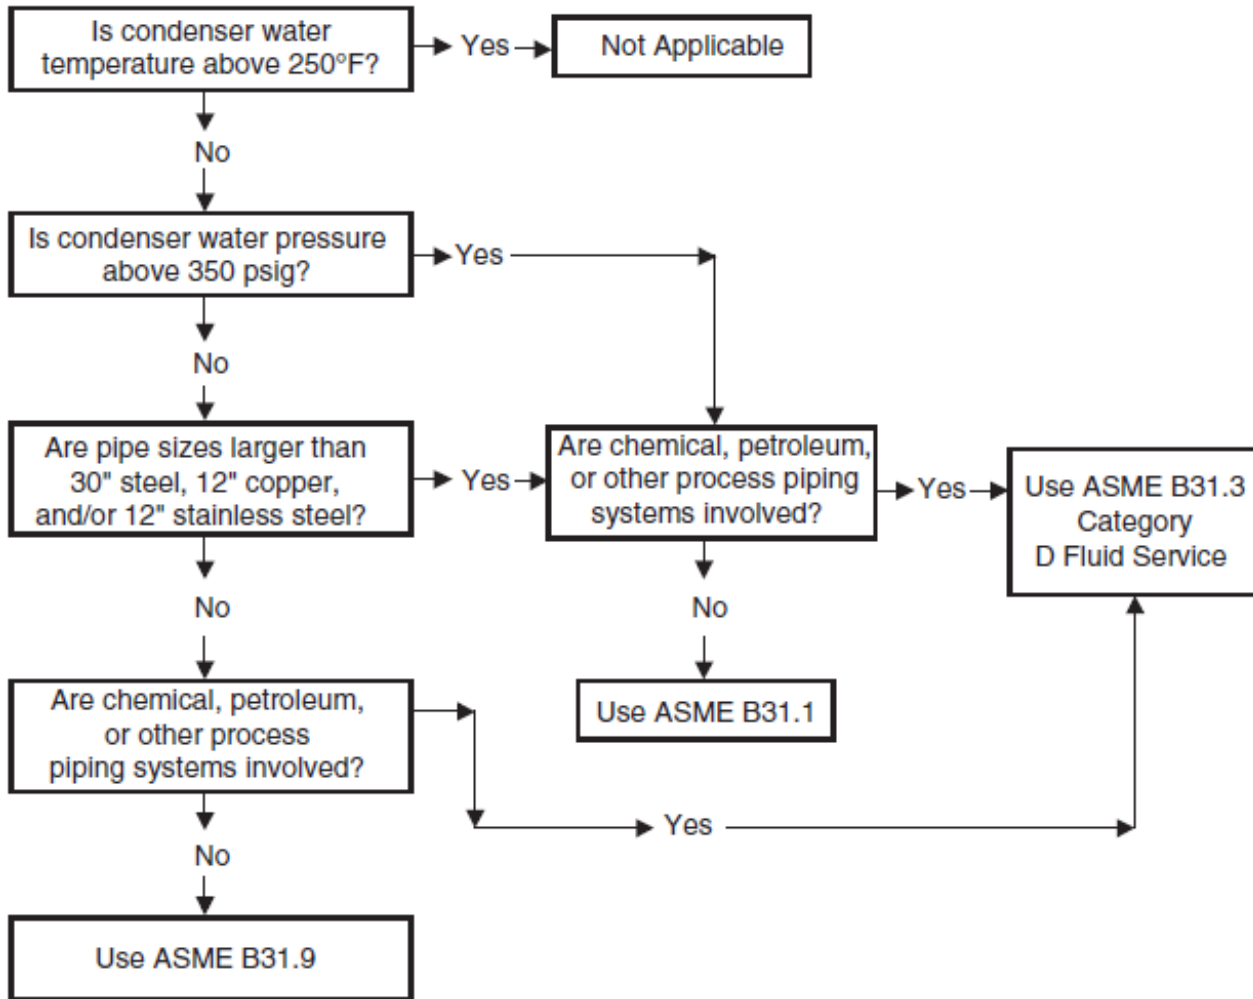 Is condenser water
temperature above 250°F?
Yes
Not Applicable
No
Is condenser water pressure
above 350 psig?
Yes
No
Are pipe sizes larger than
30" steel, 12" copper,
and/or 12" stainless steel?
Yes
Are chemical, petroleum,
or other process piping
systems involved?
Yes
Use ASME B31.3
Category
D Fluid Service
No
No
Use ASME B31.1
Are chemical, petroleum,
or other process
piping systems involved?
Yes
No
Use ASME B31.9